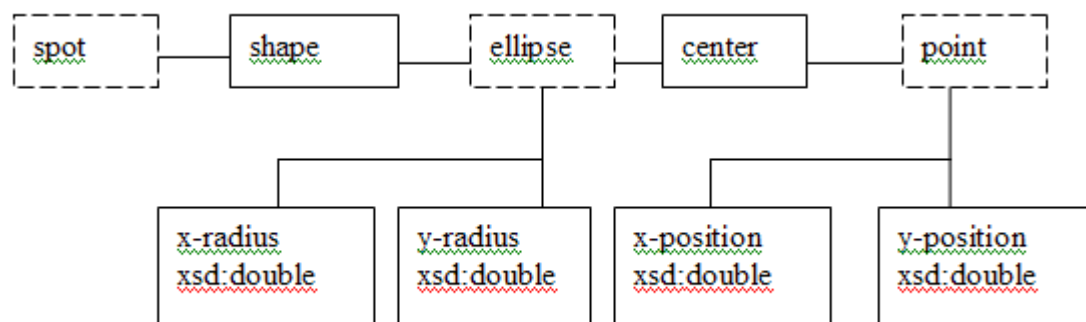 spot
shape
ellipse
center
point
x-radius
xsd:double
y-radius
xsd:double
x-position
xsd:double
y-position
xsd:double